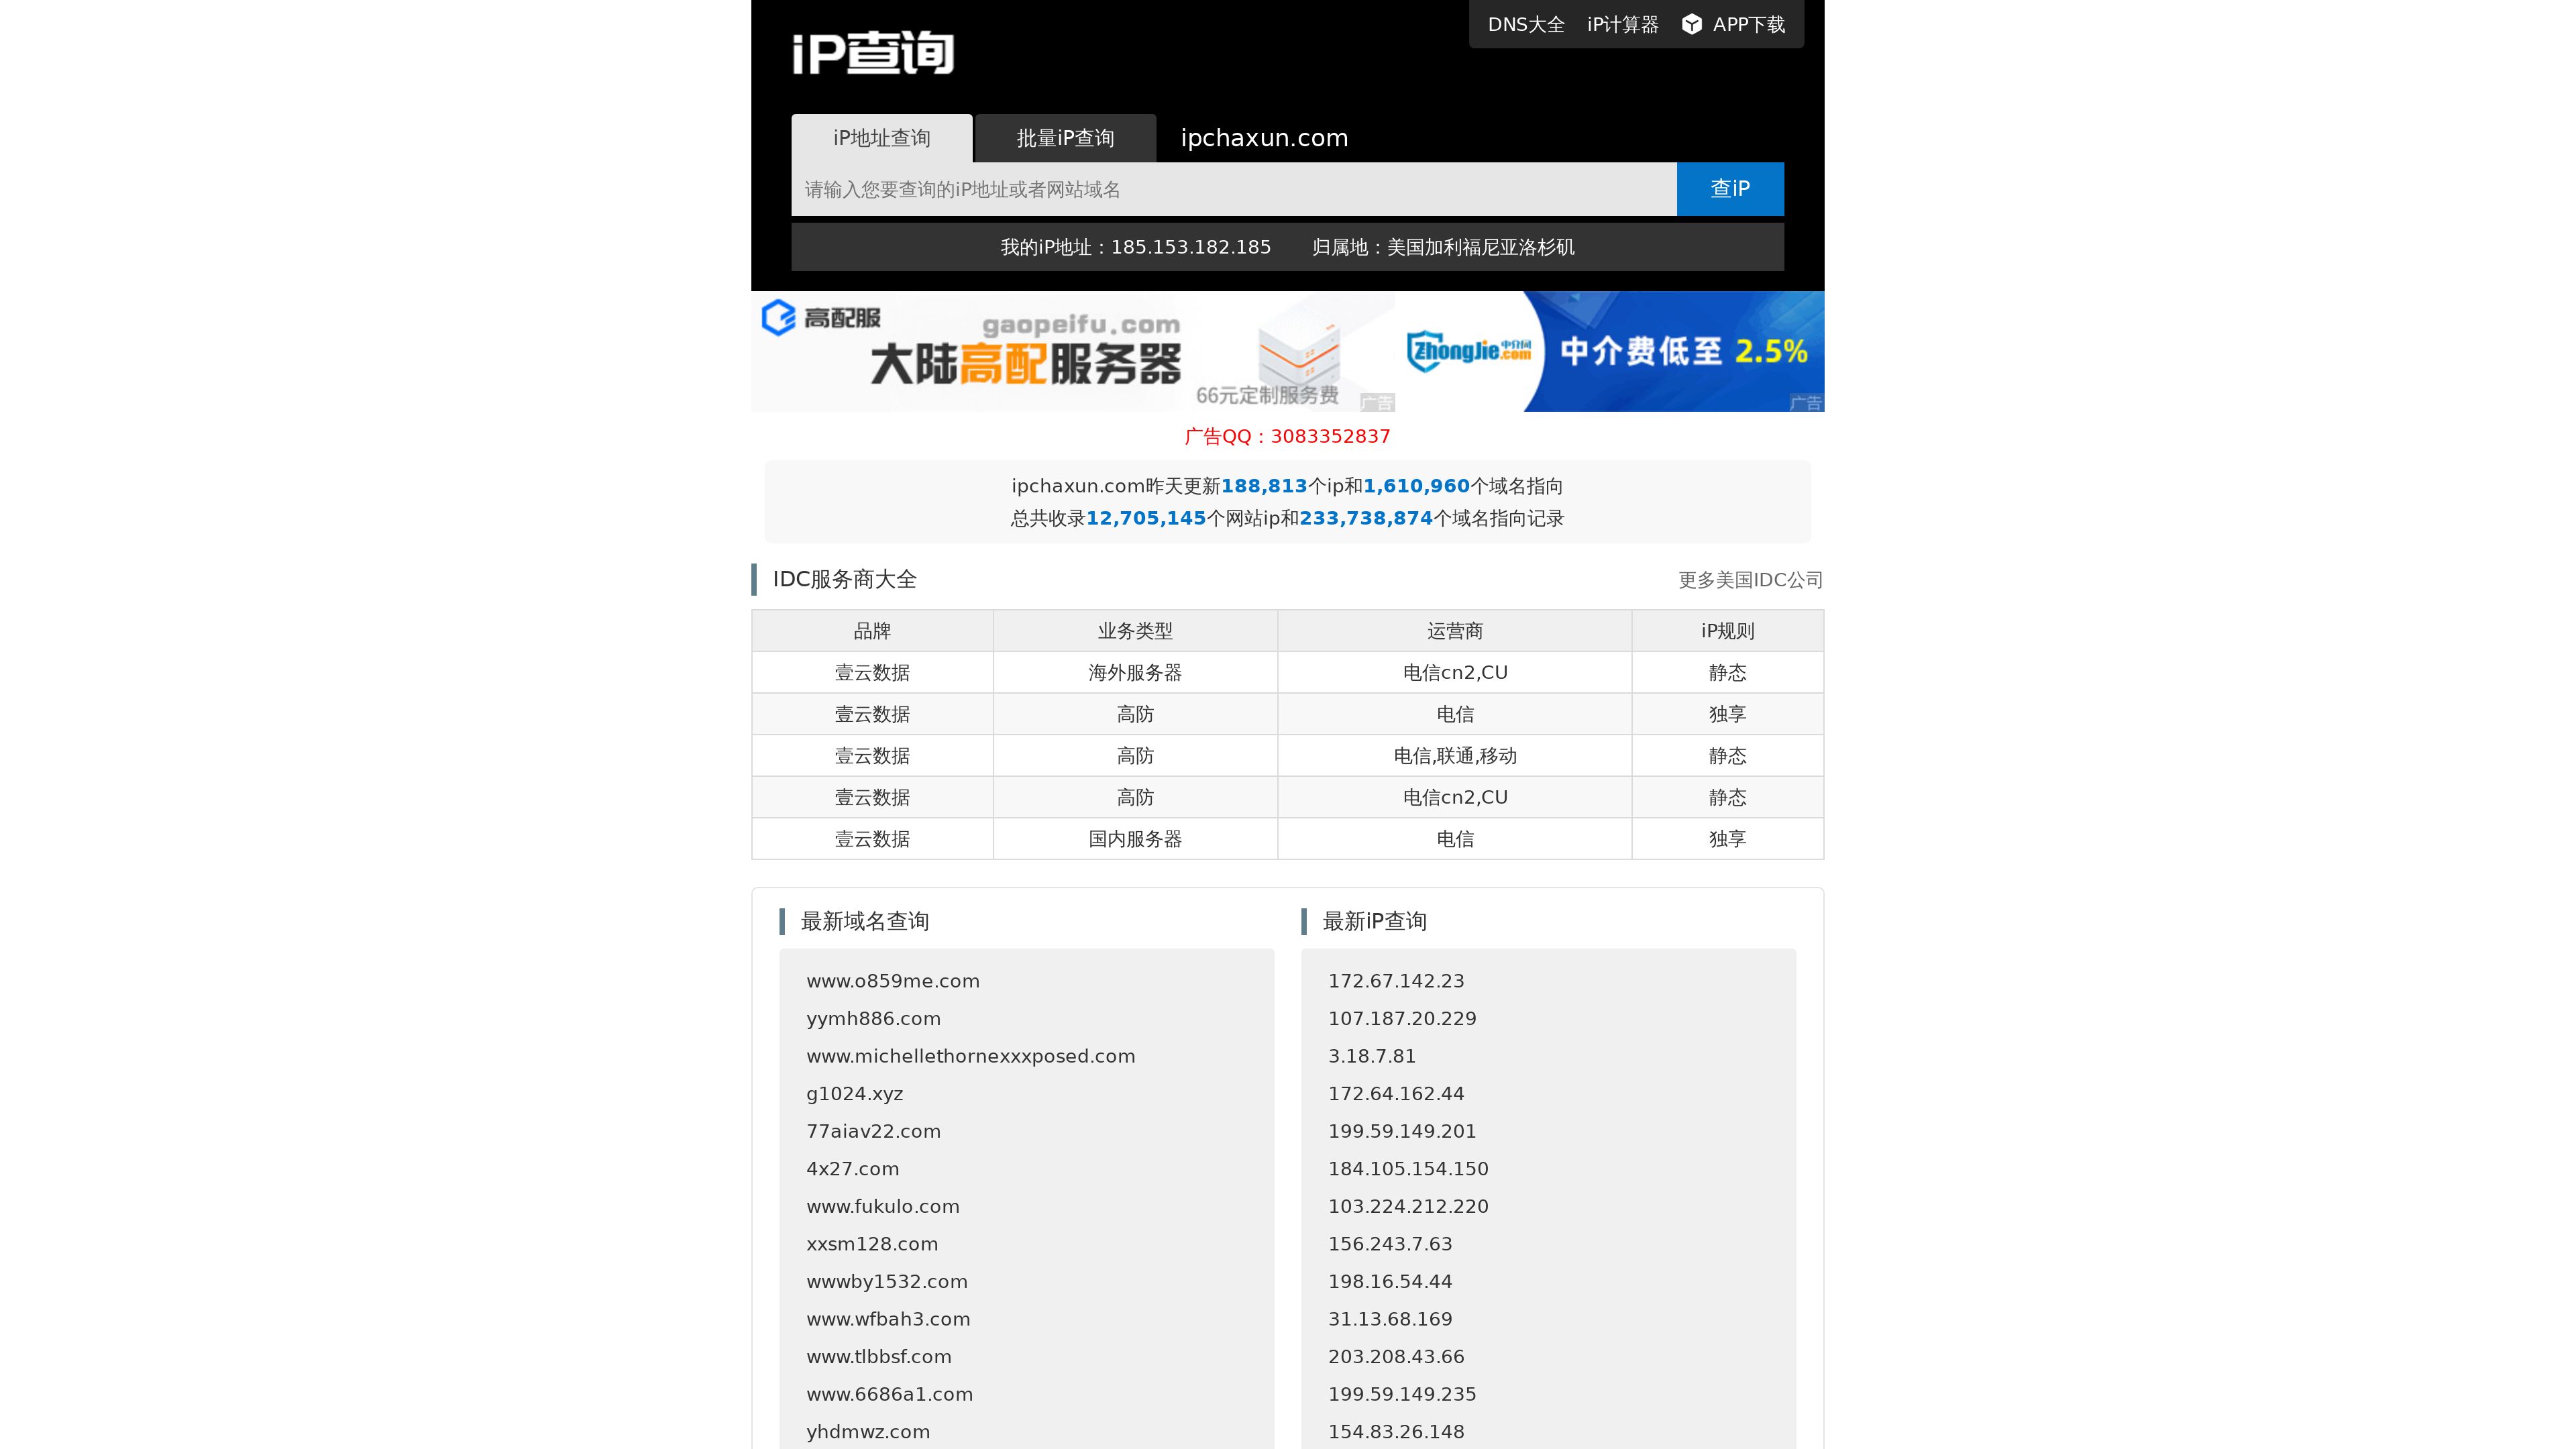 DNS大全 iP计算器 APP下载
iP查询
iP地址查询 批量iP查询 ipchaxun.com
请输入您要查询的iP地址或者网站域名 查iP
我的iP地址：185.153.182.185 归属地：美国加利福尼亚洛杉矶
高配服 gaopeifu.com
大陆高配服务器
66元定制服务费 广告
ZhongJie.com 中介网 中介费低至 2.5%
广告
广告QQ：3083352837
ipchaxun.com昨天更新188,813个ip和1,610,960个域名指向
总共收录12,705,145个网站ip和233,738,874个域名指向记录
IDC服务商大全 更多美国IDC公司
品牌 业务类型 运营商 iP规则
壹云数据 海外服务器 电信cn2,CU 静态
壹云数据 高防 电信 独享
壹云数据 高防 电信,联通,移动 静态
壹云数据 高防 电信cn2,CU 静态
壹云数据 国内服务器 电信 独享
最新域名查询
www.o859me.com
yymh886.com
www.michellethornexxxposed.com
g1024.xyz
77aiav22.com
4x27.com
www.fukulo.com
xxsm128.com
wwwby1532.com
www.wfbah3.com
www.tlbbsf.com
www.6686a1.com
yhdmwz.com
最新iP查询
172.67.142.23
107.187.20.229
3.18.7.81
172.64.162.44
199.59.149.201
184.105.154.150
103.224.212.220
156.243.7.63
198.16.54.44
31.13.68.169
203.208.43.66
199.59.149.235
154.83.26.148